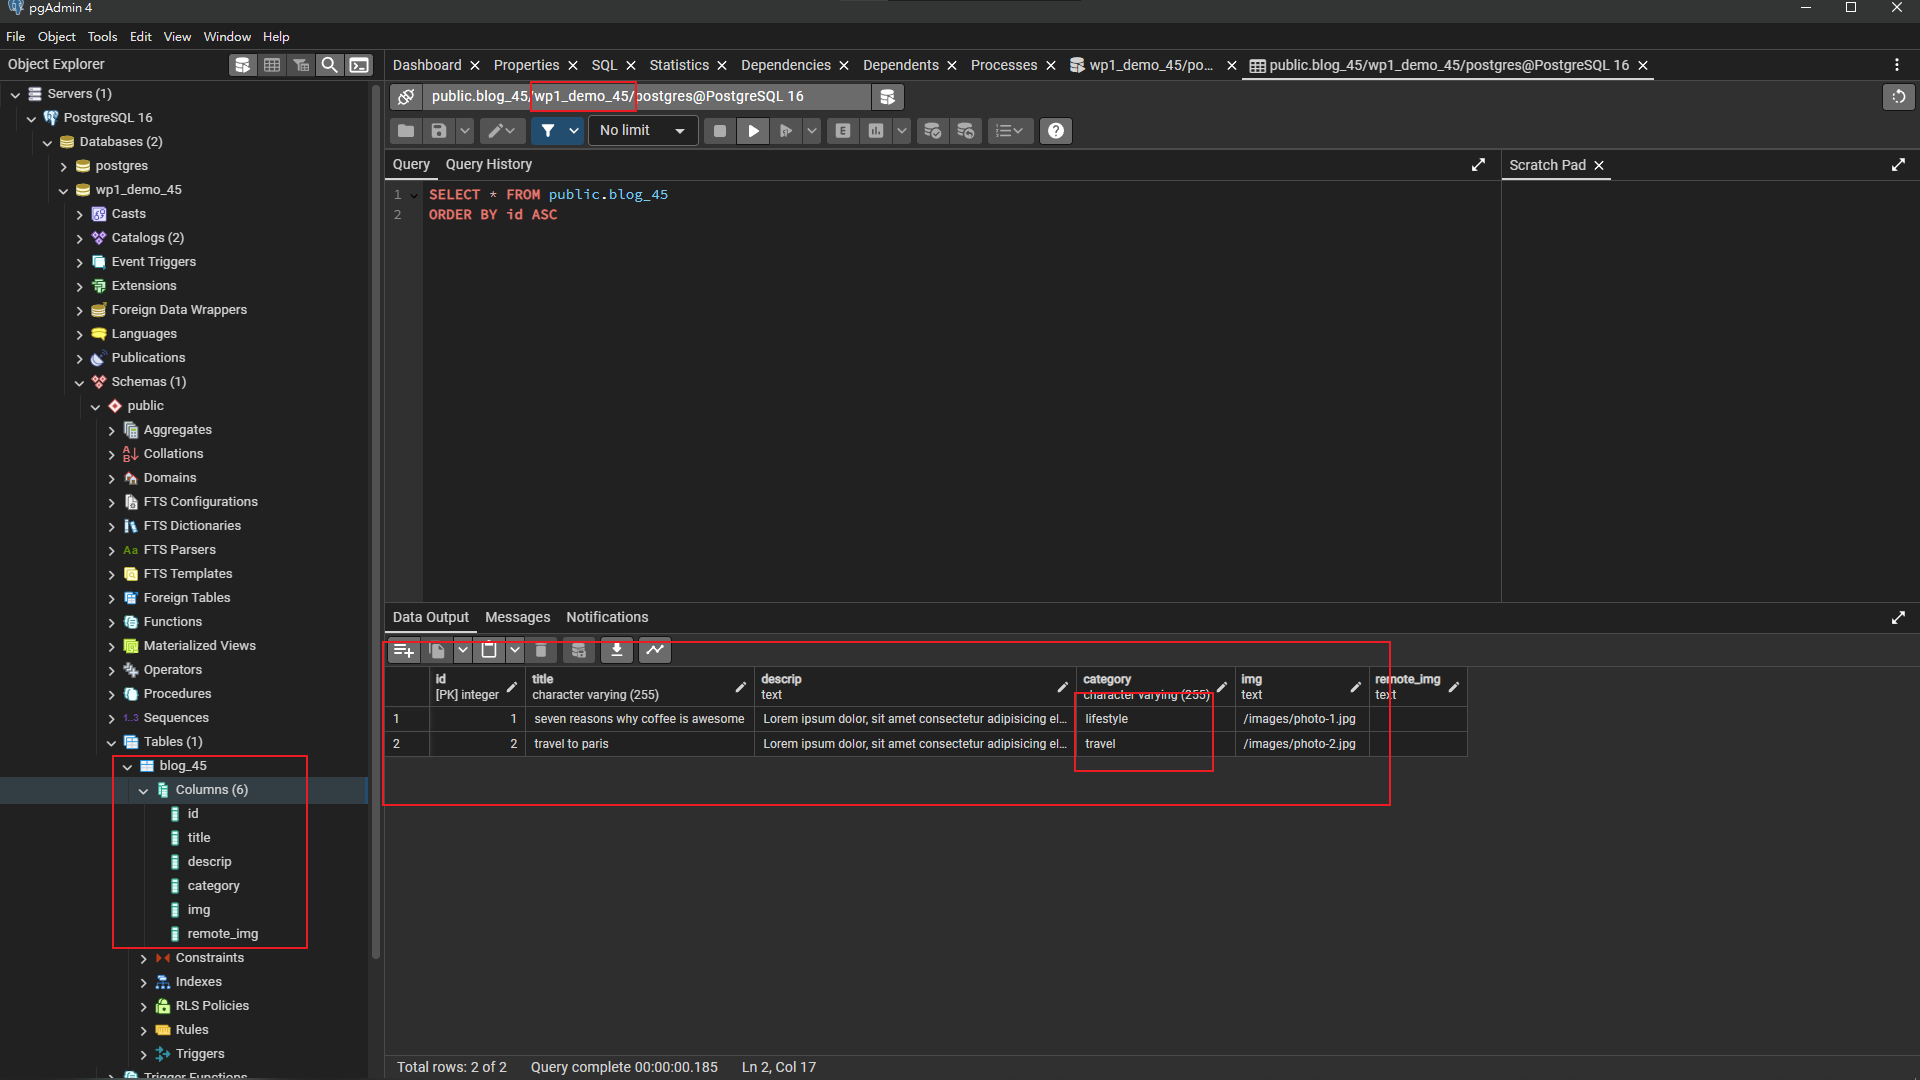 pgAdmin 4
File Object Tools Edit View Window Help
Object Explorer
Dashboard Properties SQL Statistics Dependencies Dependents Processes wp1_demo_45/po... public.blog_45/wp1_demo_45/postgres@PostgreSQL 16
public.blog_45/wp1_demo_45/postgres@PostgreSQL 16
No limit
E
Query Query History
Scratch Pad
1 SELECT * FROM public.blog_45
2 ORDER BY id ASC
Servers (1)
PostgreSQL 16
Databases (2)
postgres
wp1_demo_45
Casts
Catalogs (2)
Event Triggers
Extensions
Foreign Data Wrappers
Languages
Publications
Schemas (1)
public
Aggregates
Collations
Domains
FTS Configurations
FTS Dictionaries
Aa FTS Parsers
FTS Templates
Foreign Tables
Functions
Materialized Views
Operators
Procedures
1..3 Sequences
Tables (1)
blog_45
Columns (6)
id
title
descrip
category
img
remote_img
Constraints
Indexes
RLS Policies
Rules
Triggers
Trigger Functions
Data Output Messages Notifications
id title descrip category img remote_img
[PK] integer character varying (255) text character varying (255) text text
1 1 seven reasons why coffee is awesome Lorem ipsum dolor, sit amet consectetur adipisicing el... lifestyle /images/photo-1.jpg
2 2 travel to paris Lorem ipsum dolor, sit amet consectetur adipisicing el... travel /images/photo-2.jpg
Total rows: 2 of 2 Query complete 00:00:00.185 Ln 2, Col 17